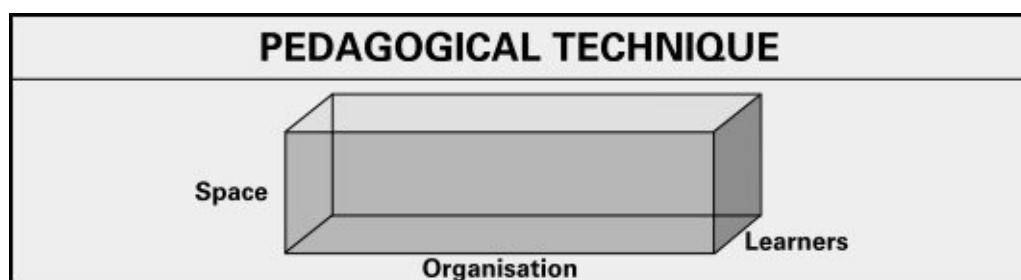 PEDAGOGICAL TECHNIQUE
Space
Learners
Organisation